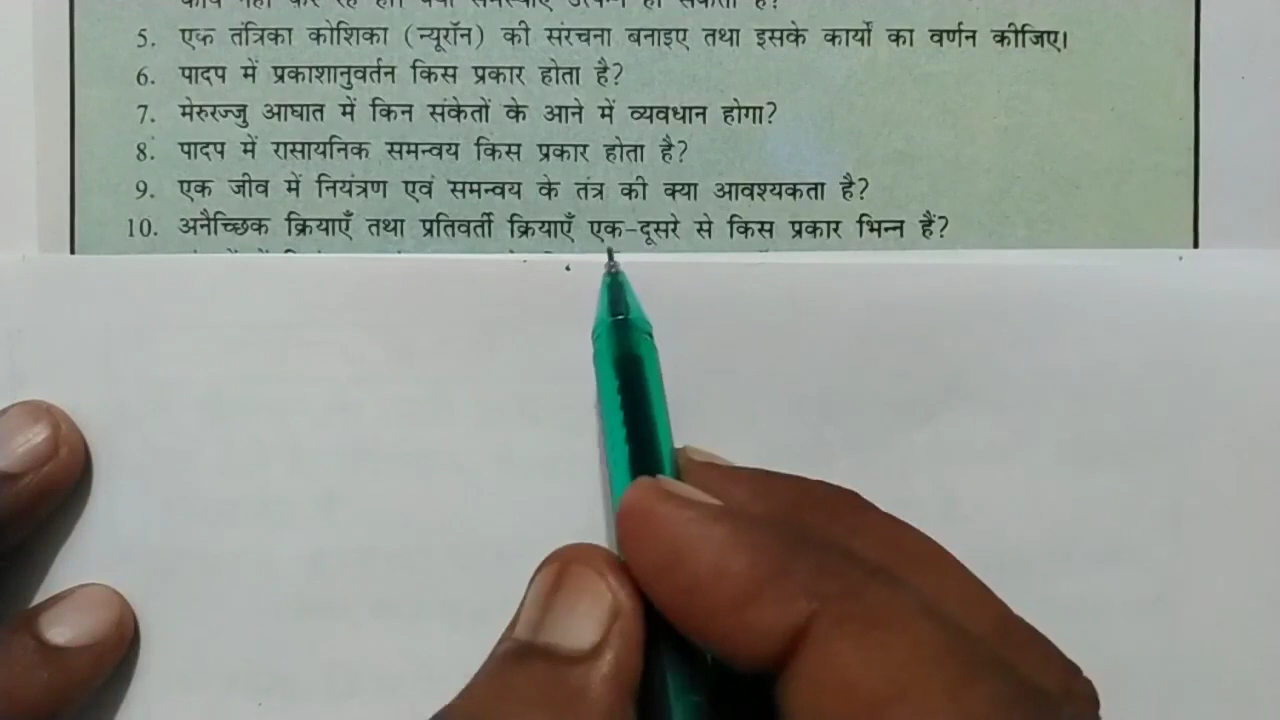 5. एक तंत्रिका कोशिका (न्यूरॉन) की संरचना बनाइए तथा इसके कार्यों का वर्णन कीजिए।
6. पादप में प्रकाशानुवर्तन किस प्रकार होता है?
7. मेरुरज्जु आघात में किन संकेतों के आने में व्यवधान होगा?
8. पादप में रासायनिक समन्वय किस प्रकार होता है?
9. एक जीव में नियंत्रण एवं समन्वय के तंत्र की क्या आवश्यकता है?
10. अनैच्छिक क्रियाएँ तथा प्रतिवर्ती क्रियाएँ एक-दूसरे से किस प्रकार भिन्न हैं?